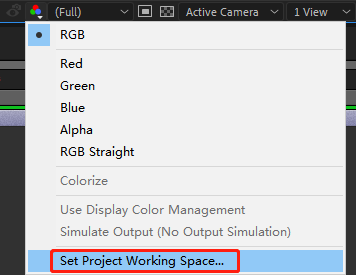 (Full) Active Camera 1 View
RGB
Red
Green
Blue
Alpha
RGB Straight
Colorize
Use Display Color Management
Simulate Output (No Output Simulation)
Set Project Working Space...